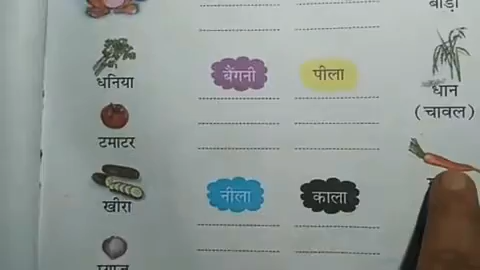 धनिया
टमाटर
खीरा
बैंगनी पीला
नीला काला
धान
(चावल)